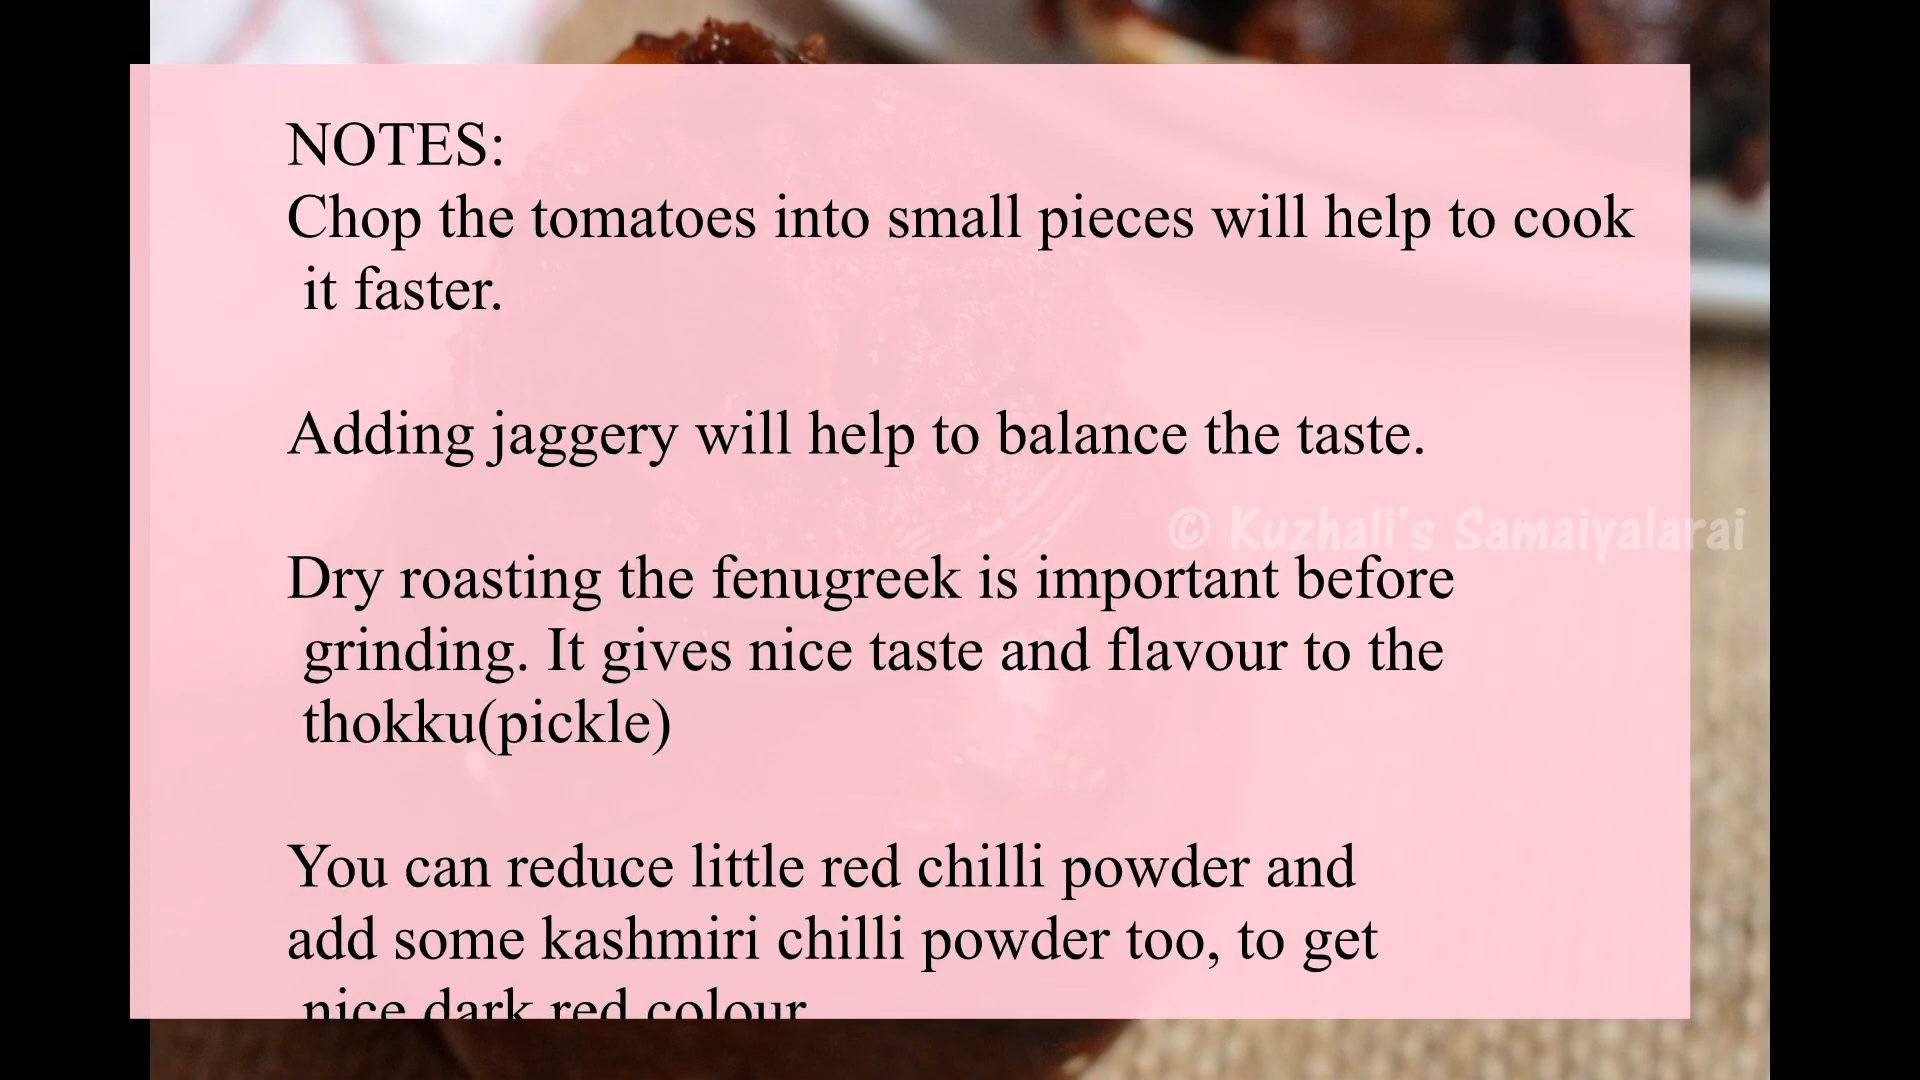 NOTES:
Chop the tomatoes into small pieces will help to cook
it faster.
Adding jaggery will help to balance the taste.
© Kuzhali's Samaiyalarai
Dry roasting the fenugreek is important before
grinding. It gives nice taste and flavour to the
thokku(pickle)
You can reduce little red chilli powder and
add some kashmiri chilli powder too, to get
nice dark red colour